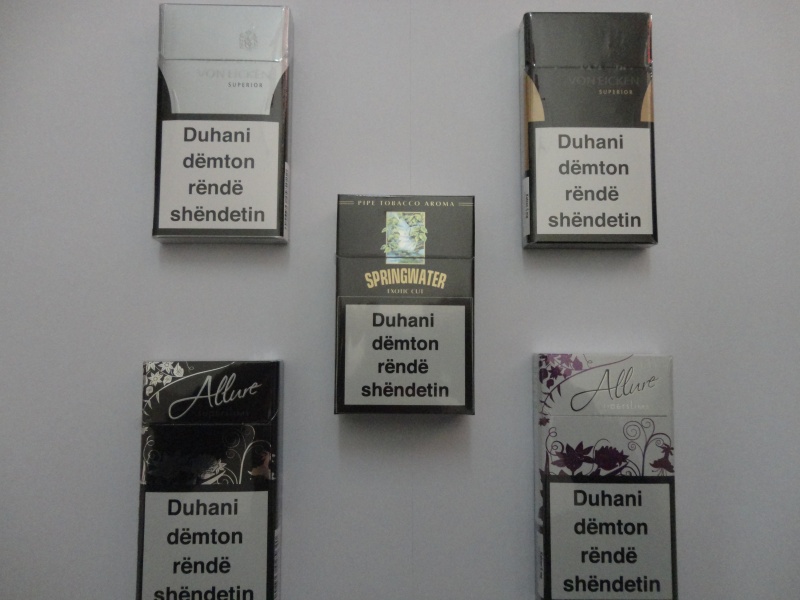 VON EICKEN
SUPERIOR
Duhani
dëmton
rëndë
shëndetin
VON EICKEN
SUPERIOR
Duhani
dëmton
rëndë
shëndetin
PIPE TOBACCO AROMA
SPRINGWATER
EXOTIC CUT
Duhani
dëmton
rëndë
shëndetin
Allure
Duhani
dëmton
rëndë
shëndetin
Allure
Duhani
dëmton
rëndë
shëndetin